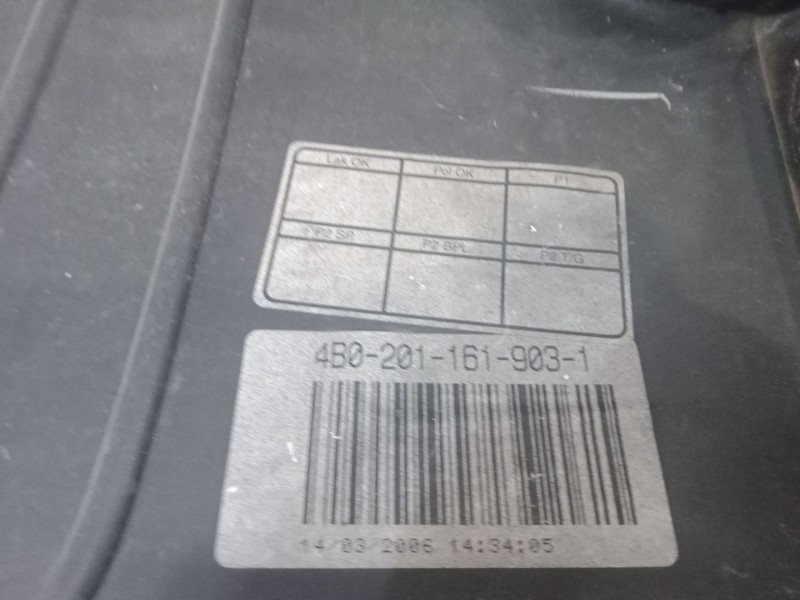 Lak OK Pol OK P1
P2 SP P2 BPL P2 T/G
4B0-201-161-903-1
14/03/2006 14:34:05